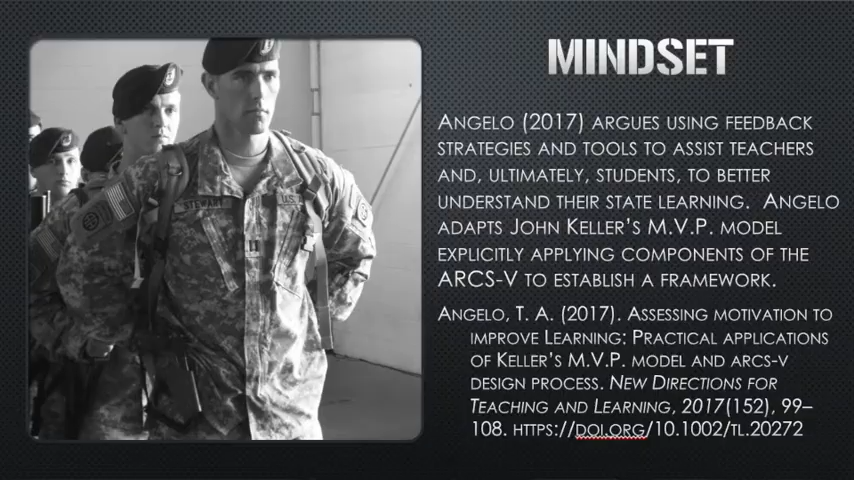 MINDSET
ANGELO (2017) ARGUES USING FEEDBACK
STRATEGIES AND TOOLS TO ASSIST TEACHERS
AND, ULTIMATELY, STUDENTS, TO BETTER
UNDERSTAND THEIR STATE LEARNING.  ANGELO
ADAPTS JOHN KELLER'S M.V.P. MODEL
EXPLICITLY APPLYING COMPONENTS OF THE
ARCS-V TO ESTABLISH A FRAMEWORK.
ANGELO, T. A. (2017). ASSESSING MOTIVATION TO
IMPROVE LEARNING: PRACTICAL APPLICATIONS
OF KELLER'S M.V.P. MODEL AND ARCS-V
DESIGN PROCESS. NEW DIRECTIONS FOR
TEACHING AND LEARNING, 2017(152), 99–
108. HTTPS://DOI.ORG/10.1002/TL.20272
STEWART
U.S.